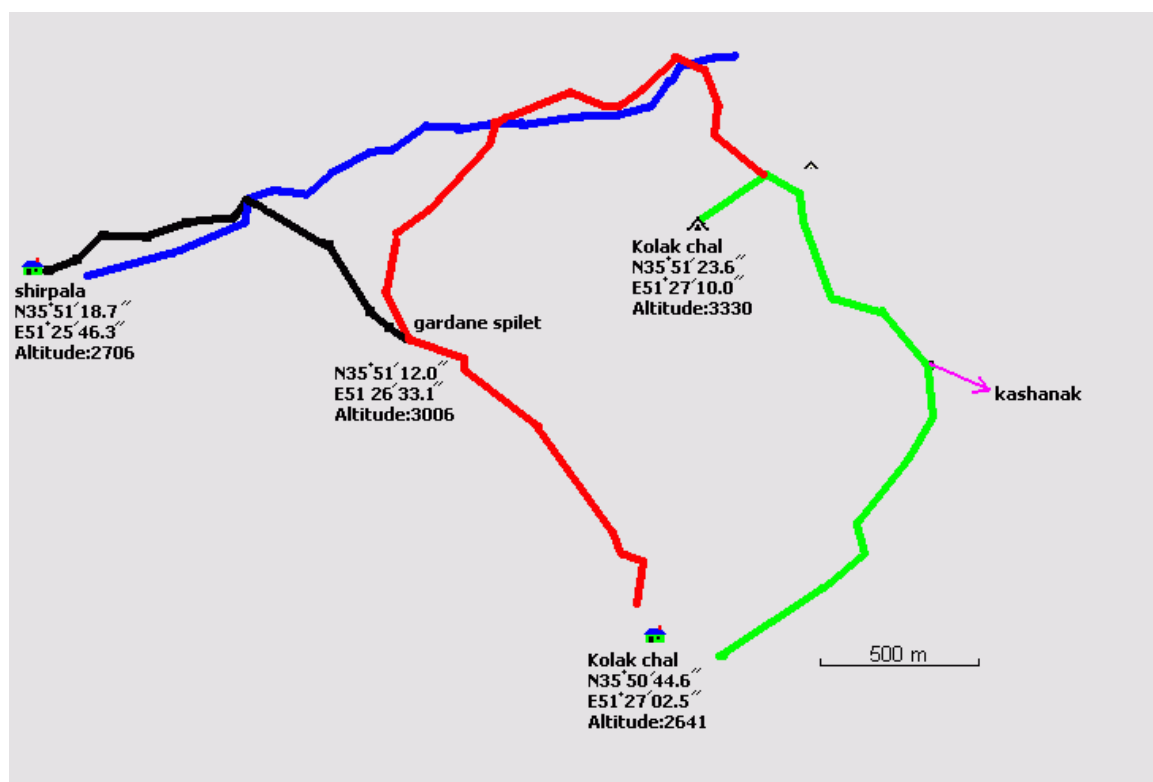 Kolak chal
N35°51′23.6″
E51°27′10.0″
Altitude:3330
shirpala
N35°51′18.7″
E51°25′46.3″
Altitude:2706
gardane spilet
N35°51′12.0″
E51 26′33.1″
Altitude:3006
kashanak
Kolak chal
N35°50′44.6″
E51°27′02.5″
Altitude:2641
500 m